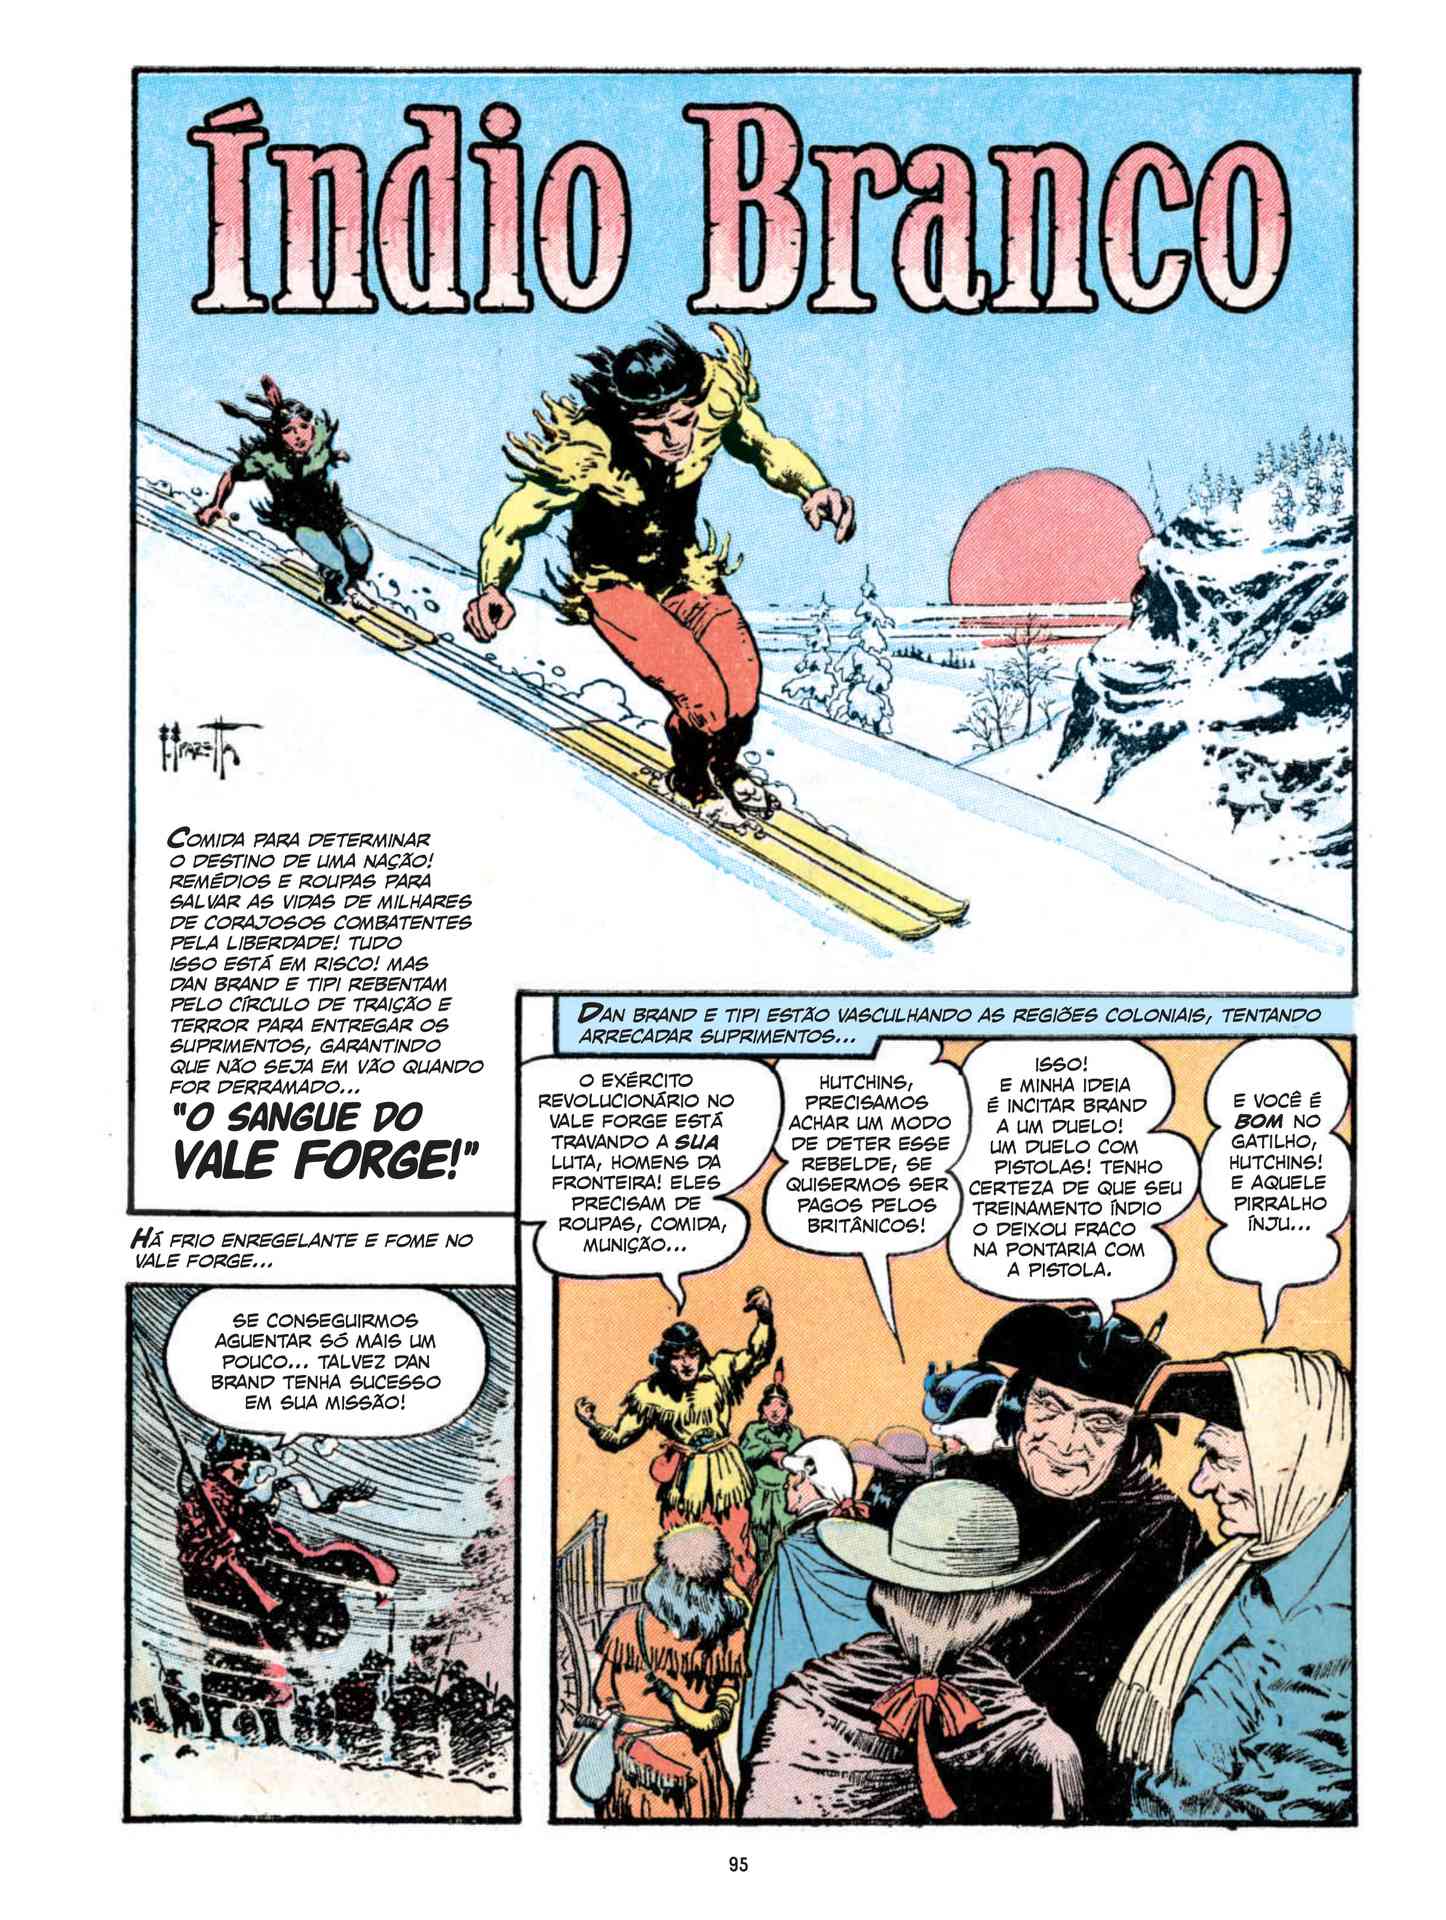 Índio Branco
Frazetta
COMIDA PARA DETERMINAR
O DESTINO DE UMA NAÇÃO!
REMÉDIOS E ROUPAS PARA
SALVAR AS VIDAS DE MILHARES
DE CORAJOSOS COMBATENTES
PELA LIBERDADE! TUDO
ISSO ESTÁ EM RISCO! MAS
DAN BRAND E TIPI REBENTAM
PELO CÍRCULO DE TRAIÇÃO E
TERROR PARA ENTREGAR OS
SUPRIMENTOS, GARANTINDO
QUE NÃO SEJA EM VÃO QUANDO
FOR DERRAMADO...
"O SANGUE DO
VALE FORGE!"
HÁ FRIO ENREGELANTE E FOME NO
VALE FORGE...
SE CONSEGUIRMOS
AGUENTAR SÓ MAIS UM
POUCO... TALVEZ DAN
BRAND TENHA SUCESSO
EM SUA MISSÃO!
DAN BRAND E TIPI ESTÃO VASCULHANDO AS REGIÕES COLONIAIS, TENTANDO
ARRECADAR SUPRIMENTOS...
O EXÉRCITO
REVOLUCIONÁRIO NO
VALE FORGE ESTÁ
TRAVANDO A SUA
LUTA, HOMENS DA
FRONTEIRA! ELES
PRECISAM DE
ROUPAS, COMIDA,
MUNIÇÃO...
HUTCHINS,
PRECISAMOS
ACHAR UM MODO
DE DETER ESSE
REBELDE, SE
QUISERMOS SER
PAGOS PELOS
BRITÂNICOS!
ISSO!
E MINHA IDEIA
É INCITAR BRAND
A UM DUELO!
UM DUELO COM
PISTOLAS! TENHO
CERTEZA DE QUE SEU
TREINAMENTO ÍNDIO
O DEIXOU FRACO
NA PONTARIA COM
A PISTOLA.
E VOCÊ É
BOM NO
GATILHO,
HUTCHINS!
E AQUELE
PIRRALHO
ÍNJU...
95